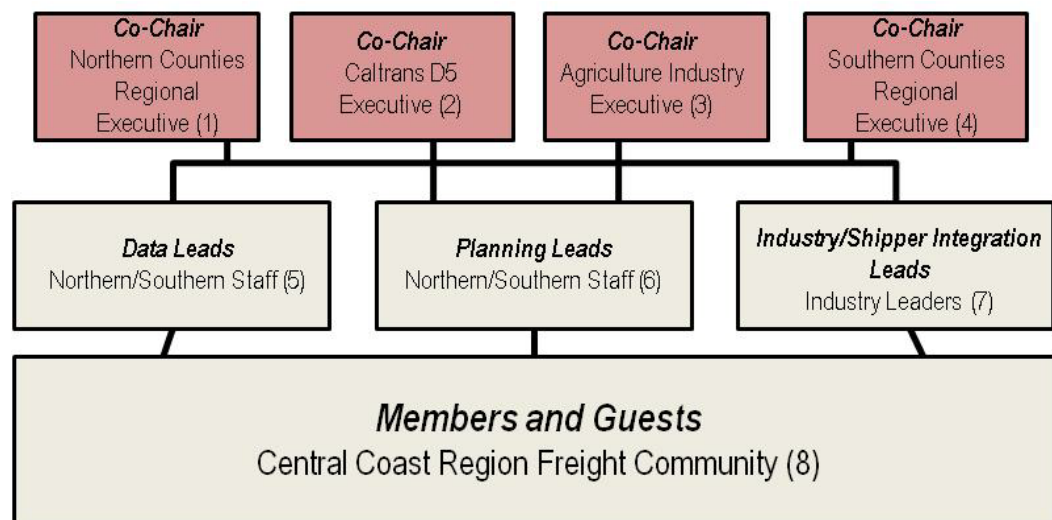 Co-Chair
Northern Counties
Regional
Executive (1)
Co-Chair
Caltrans D5
Executive (2)
Co-Chair
Agriculture Industry
Executive (3)
Co-Chair
Southern Counties
Regional
Executive (4)
Data Leads
Northern/Southern Staff (5)
Planning Leads
Northern/Southern Staff (6)
Industry/Shipper Integration
Leads
Industry Leaders (7)
Members and Guests
Central Coast Region Freight Community (8)